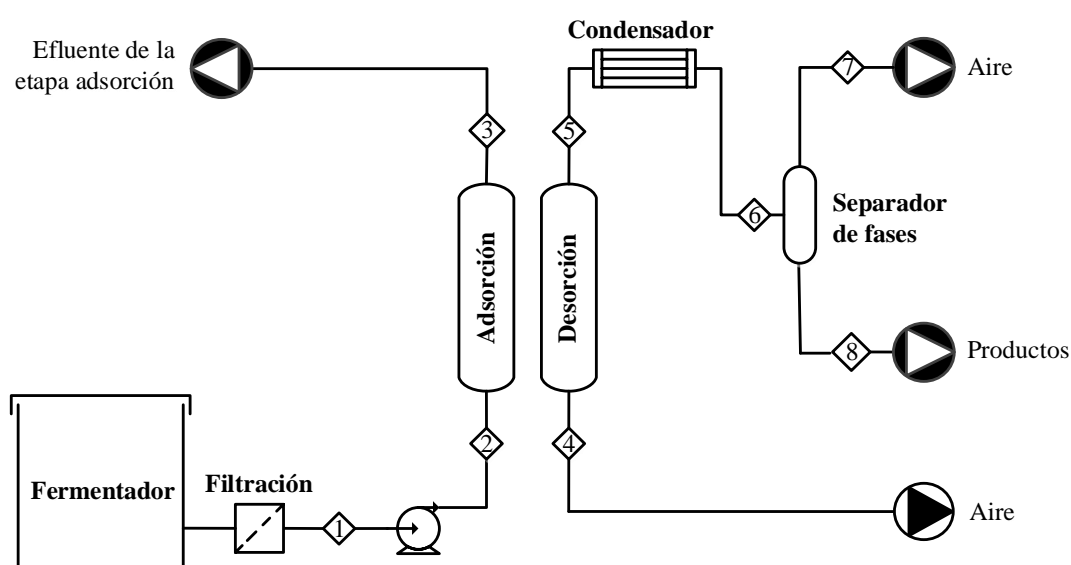 Condensador
Efluente de la
etapa adsorción
7
Aire
3
5
Adsorción
Desorción
6
Separador
de fases
8
Productos
2
4
Fermentador
Filtración
1
Aire